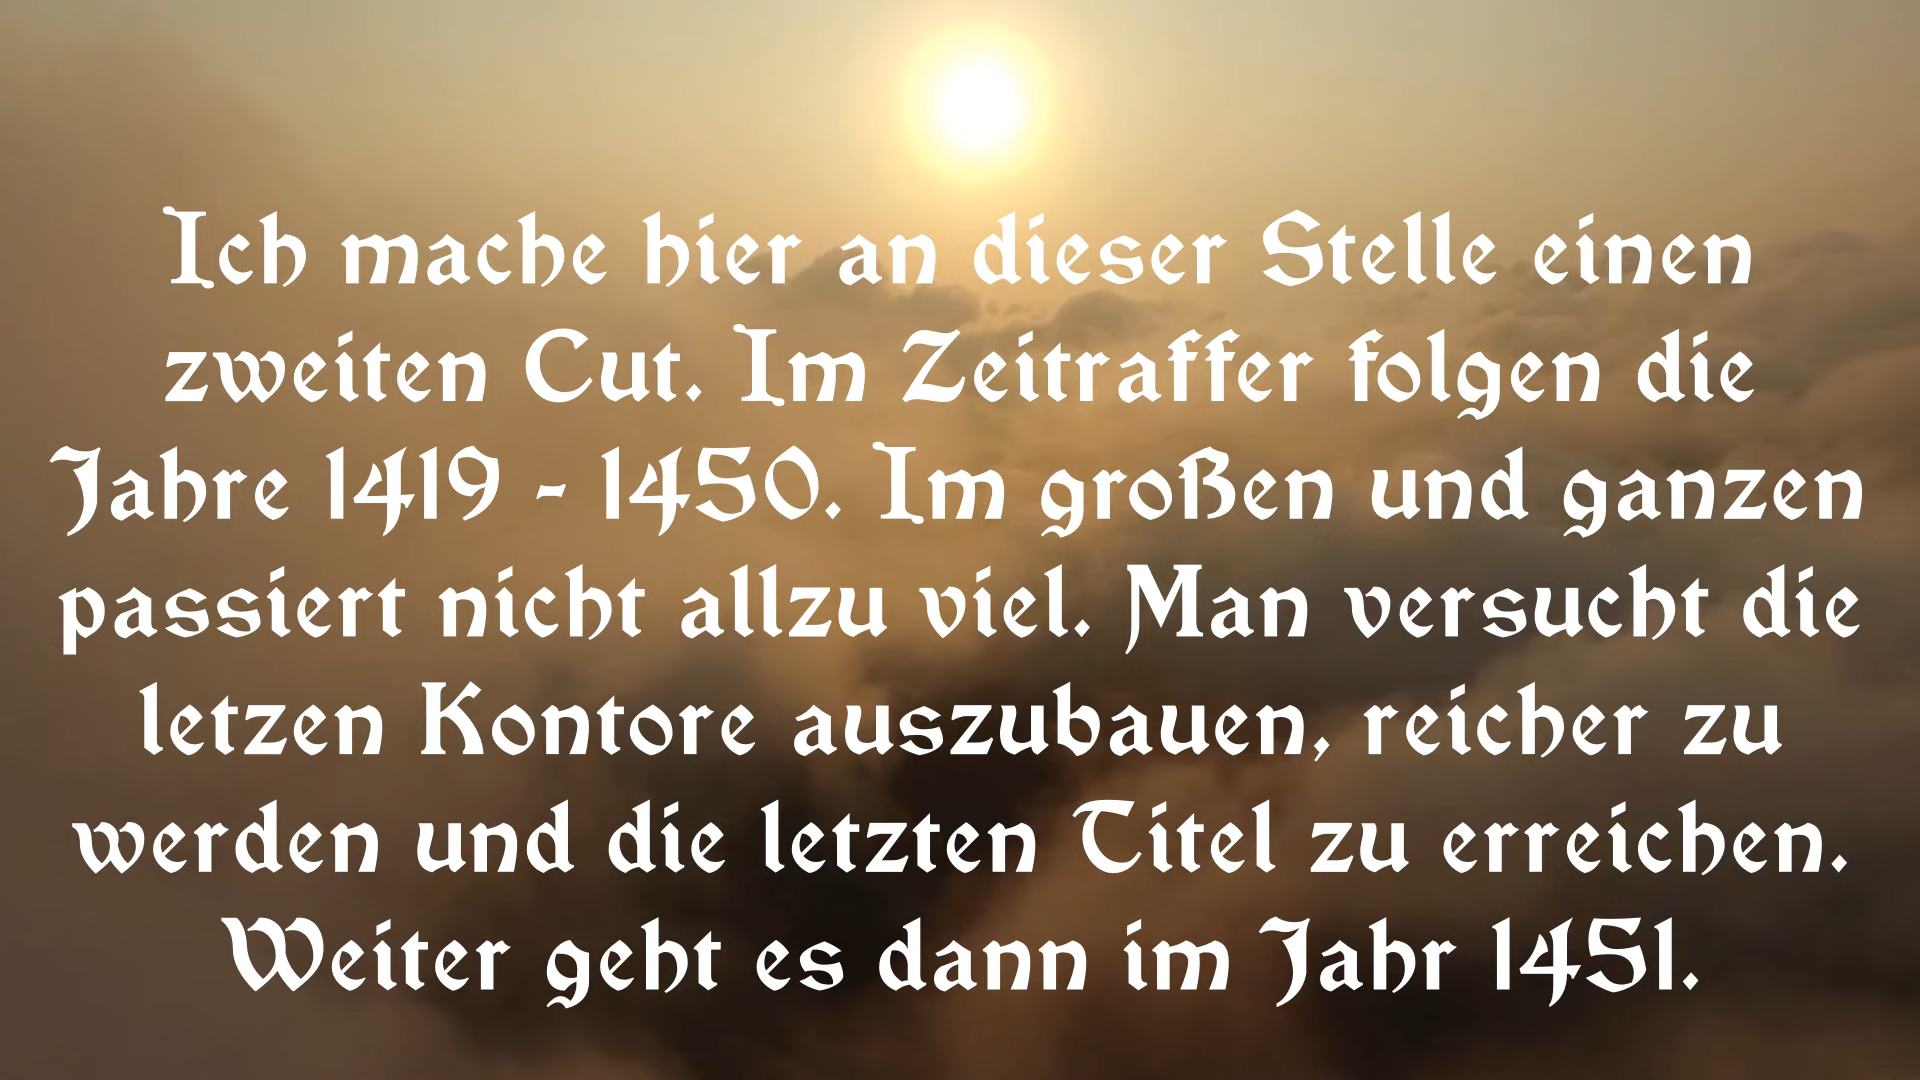 Ich mache hier an dieser Stelle einen
zweiten Cut. Im Zeitraffer folgen die
Jahre 1419 - 1450. Im großen und ganzen
passiert nicht allzu viel. Man versucht die
letzen Kontore auszubauen, reicher zu
werden und die letzten Titel zu erreichen.
Weiter geht es dann im Jahr 1451.